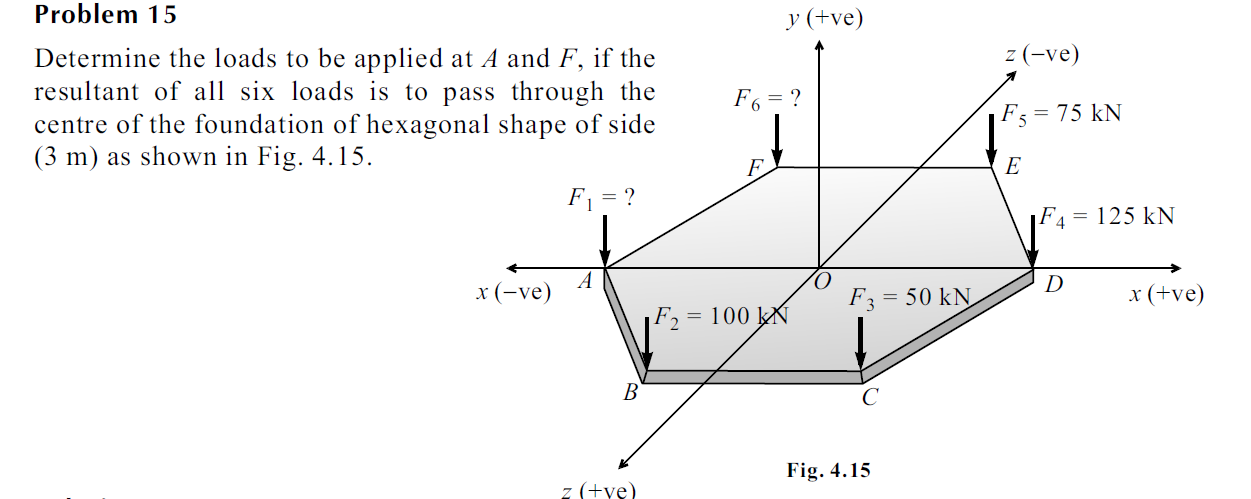 Problem 15
Determine the loads to be applied at A and F, if the
resultant of all six loads is to pass through the
centre of the foundation of hexagonal shape of side
(3 m) as shown in Fig. 4.15.
y (+ve)
z (−ve)
F₆ = ?
F₅ = 75 kN
F
E
F₁ = ?
F₄ = 125 kN
x (−ve)
A
O
D
x (+ve)
F₃ = 50 kN
F₂ = 100 kN
B
C
Fig. 4.15
z (+ve)